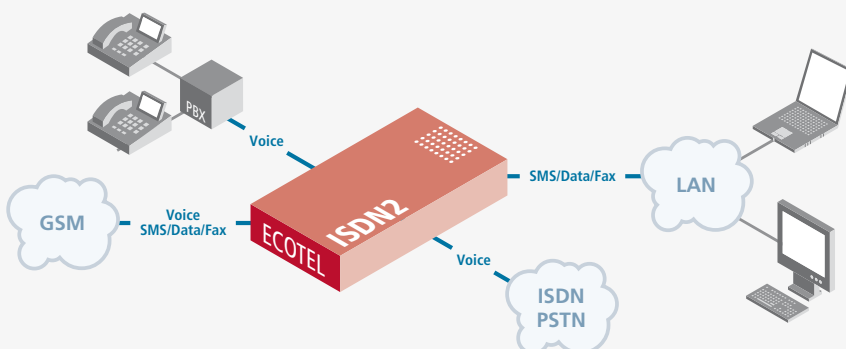 PBX
Voice
SMS/Data/Fax
LAN
GSM
Voice
SMS/Data/Fax
ECOTEL
ISDN2
Voice
ISDN
PSTN